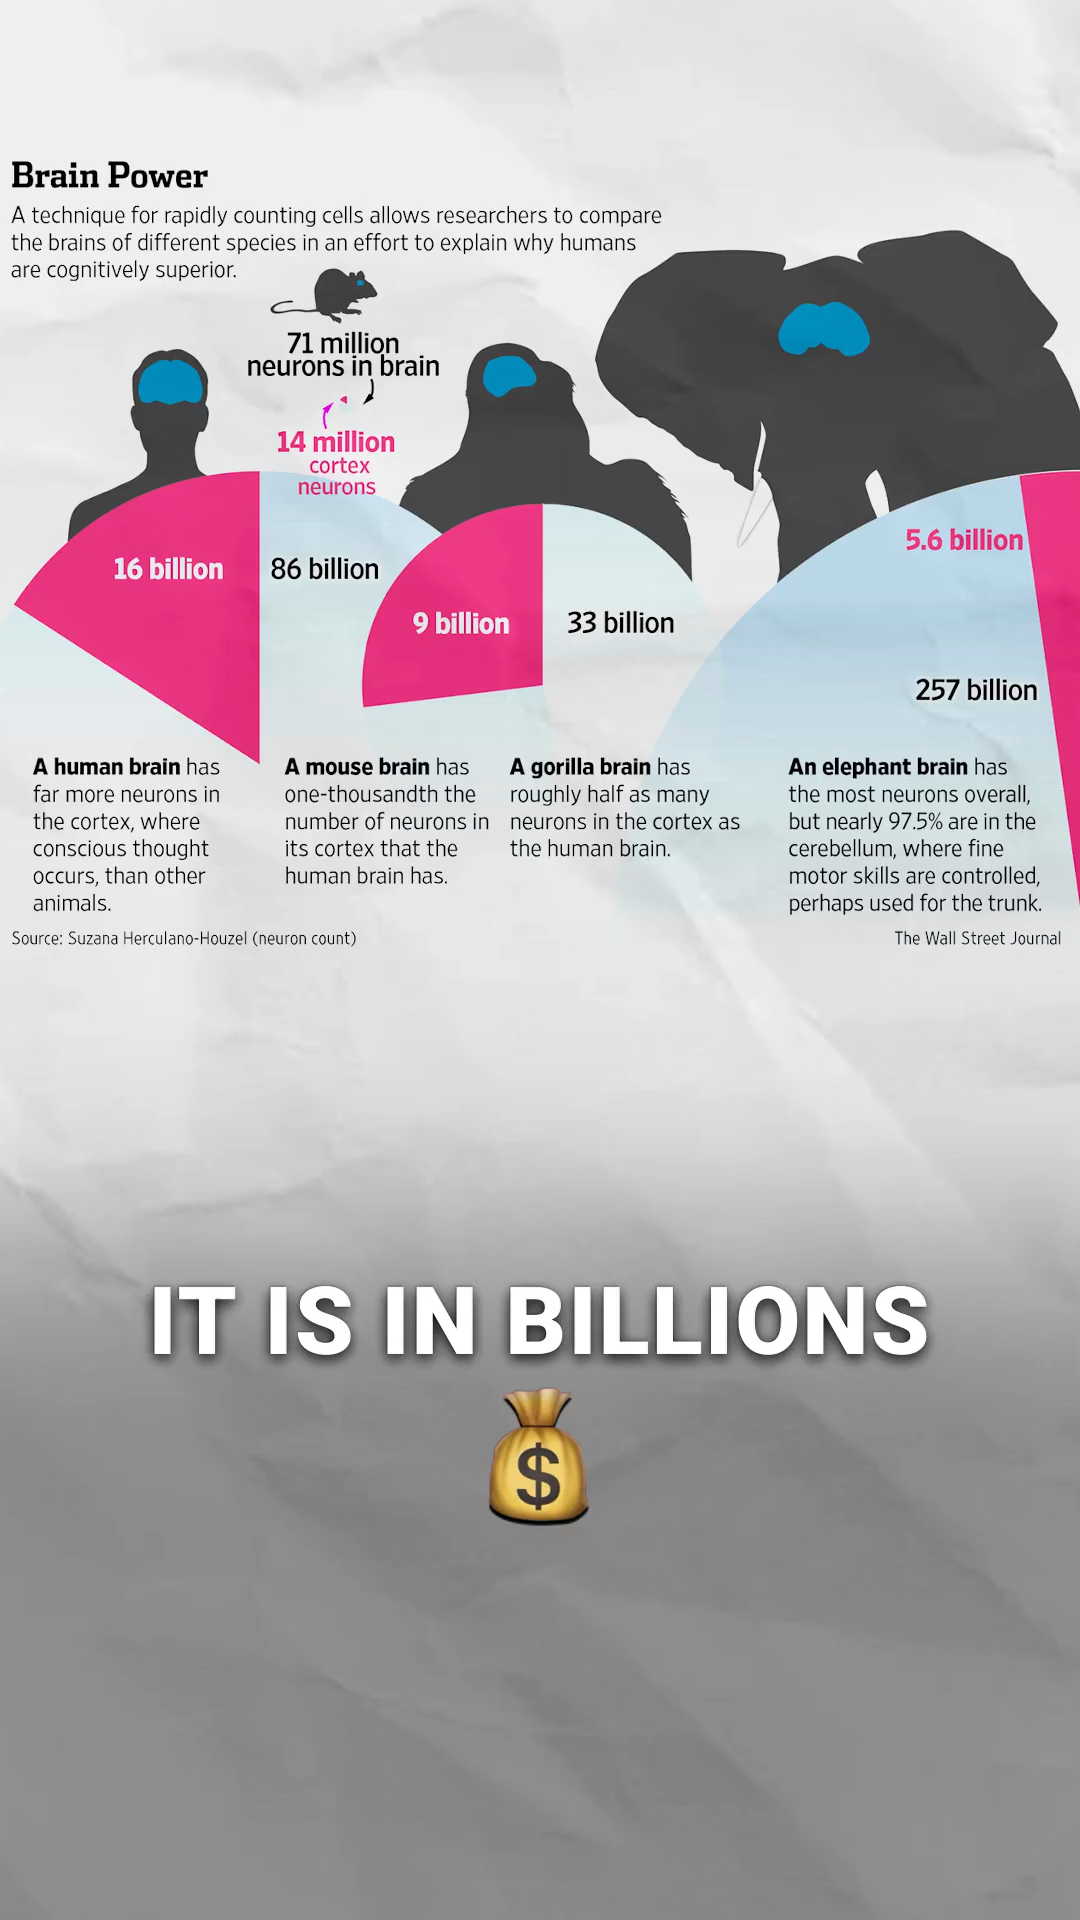 Brain Power
A technique for rapidly counting cells allows researchers to compare
the brains of different species in an effort to explain why humans
are cognitively superior.
71 million
neurons in brain
14 million
cortex
neurons
16 billion
86 billion
9 billion
33 billion
5.6 billion
257 billion
A human brain has
far more neurons in
the cortex, where
conscious thought
occurs, than other
animals.
A mouse brain has
one-thousandth the
number of neurons in
its cortex that the
human brain has.
A gorilla brain has
roughly half as many
neurons in the cortex as
the human brain.
An elephant brain has
the most neurons overall,
but nearly 97.5% are in the
cerebellum, where fine
motor skills are controlled,
perhaps used for the trunk.
Source: Suzana Herculano-Houzel (neuron count)
The Wall Street Journal
IT IS IN BILLIONS
$